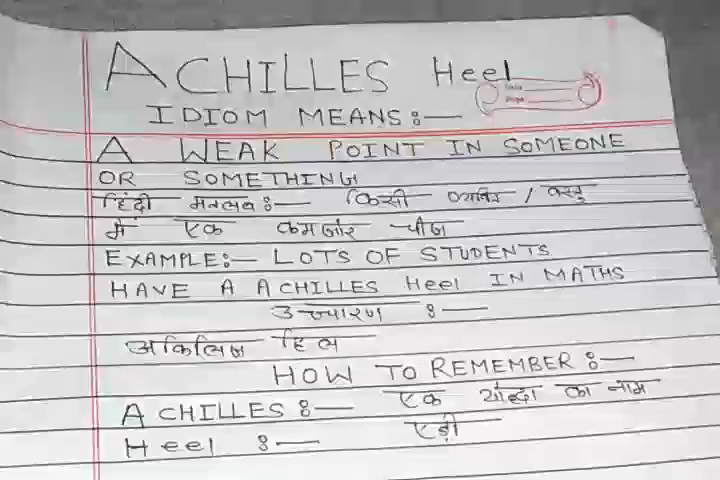 ACHILLES Heel
IDIOM MEANS:—
A WEAK POINT IN SOMEONE
OR SOMETHING
हिंदी मतलब:— किसी व्यक्ति / वस्तु
में एक कमजोर चीज
EXAMPLE:— LOTS OF STUDENTS
HAVE A ACHILLES Heel IN MATHS
उच्चारण :—
अकिलिज हिल
HOW TO REMEMBER:—
ACHILLES:— एक योद्धा का नाम
Heel :— एड़ी